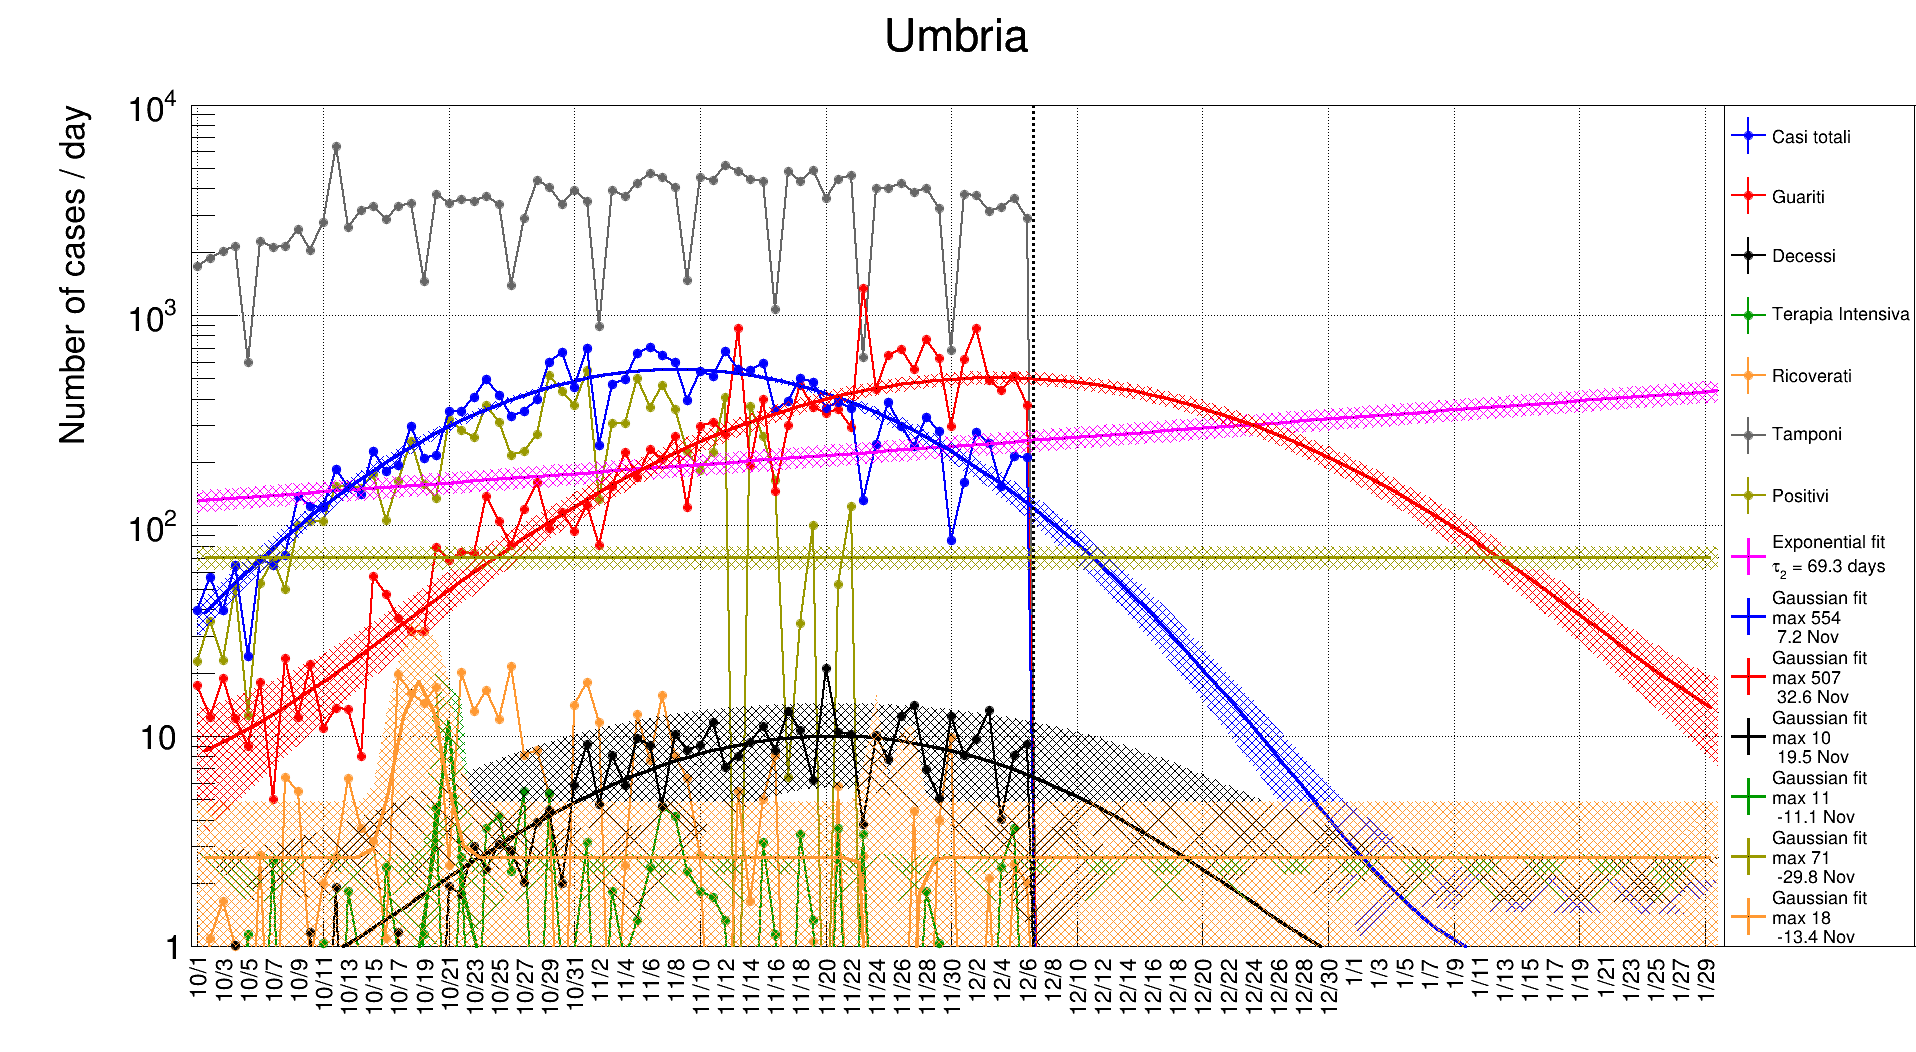 Umbria
Number of cases / day
10⁴
10³
10²
10
1
10/1
10/3
10/5
10/7
10/9
10/11
10/13
10/15
10/17
10/19
10/21
10/23
10/25
10/27
10/29
10/31
11/2
11/4
11/6
11/8
11/10
11/12
11/14
11/16
11/18
11/20
11/22
11/24
11/26
11/28
11/30
12/2
12/4
12/6
12/8
12/10
12/12
12/14
12/16
12/18
12/20
12/22
12/24
12/26
12/28
12/30
1/1
1/3
1/5
1/7
1/9
1/11
1/13
1/15
1/17
1/19
1/21
1/23
1/25
1/27
1/29
Casi totali
Guariti
Decessi
Terapia Intensiva
Ricoverati
Tamponi
Positivi
Exponential fit
τ₂ = 69.3 days
Gaussian fit
max 554
7.2 Nov
Gaussian fit
max 507
32.6 Nov
Gaussian fit
max 10
19.5 Nov
Gaussian fit
max 11
-11.1 Nov
Gaussian fit
max 71
-29.8 Nov
Gaussian fit
max 18
-13.4 Nov